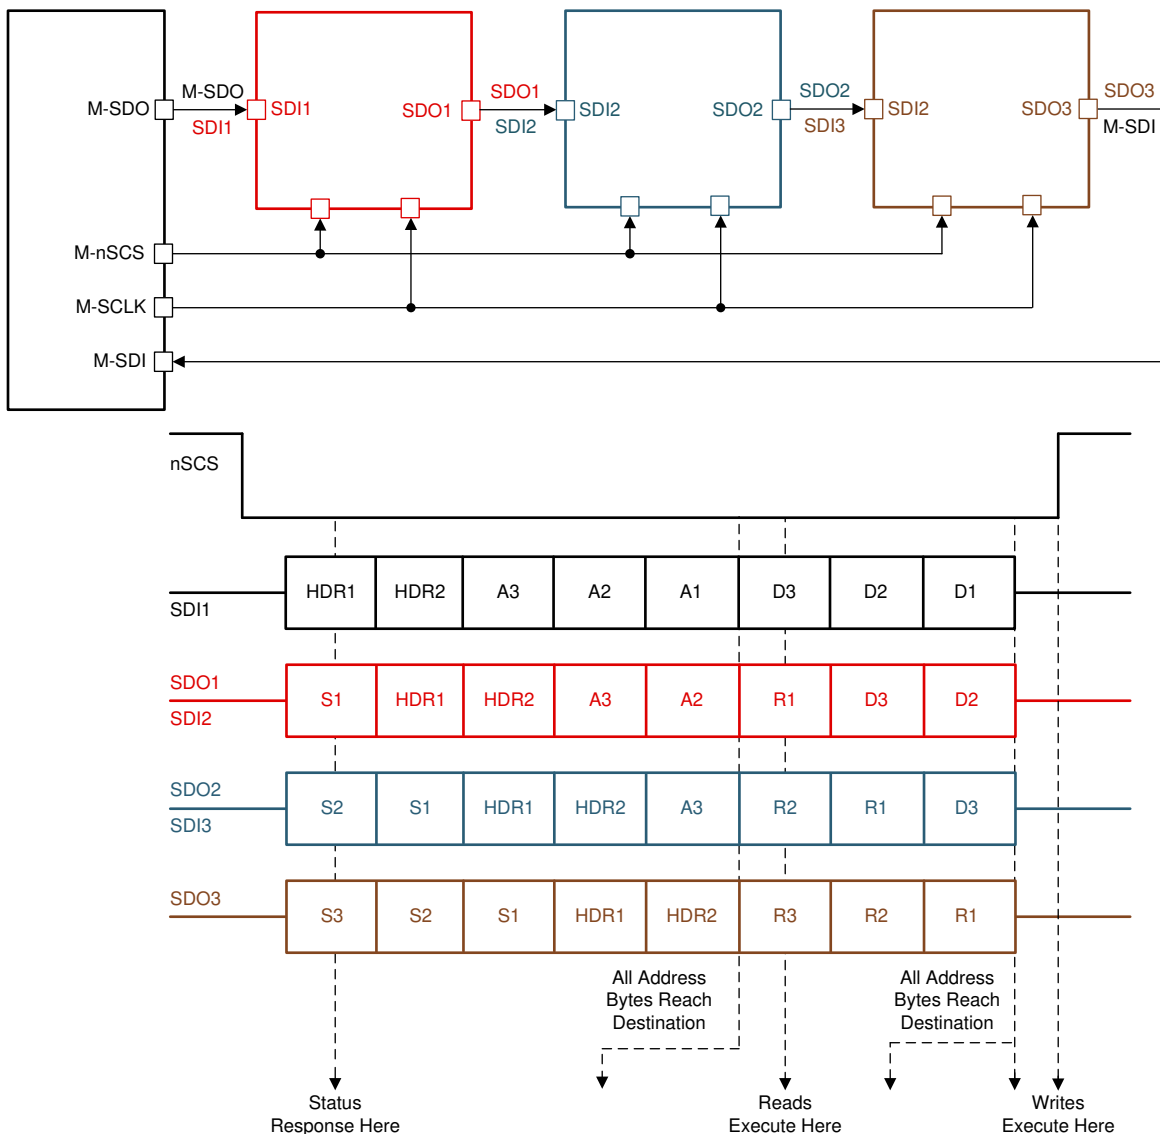 M-SDO
M-SDO
SDI1
SDI1
SDO1
SDO1
SDI2
SDI2
SDO2
SDO2
SDI3
SDI2
SDO3
SDO3
M-SDI
M-nSCS
M-SCLK
M-SDI
nSCS
SDI1
HDR1 HDR2 A3 A2 A1 D3 D2 D1
SDO1
SDI2
S1 HDR1 HDR2 A3 A2 R1 D3 D2
SDO2
SDI3
S2 S1 HDR1 HDR2 A3 R2 R1 D3
SDO3
S3 S2 S1 HDR1 HDR2 R3 R2 R1
All Address
Bytes Reach
Destination
All Address
Bytes Reach
Destination
Status
Response Here
Reads
Execute Here
Writes
Execute Here